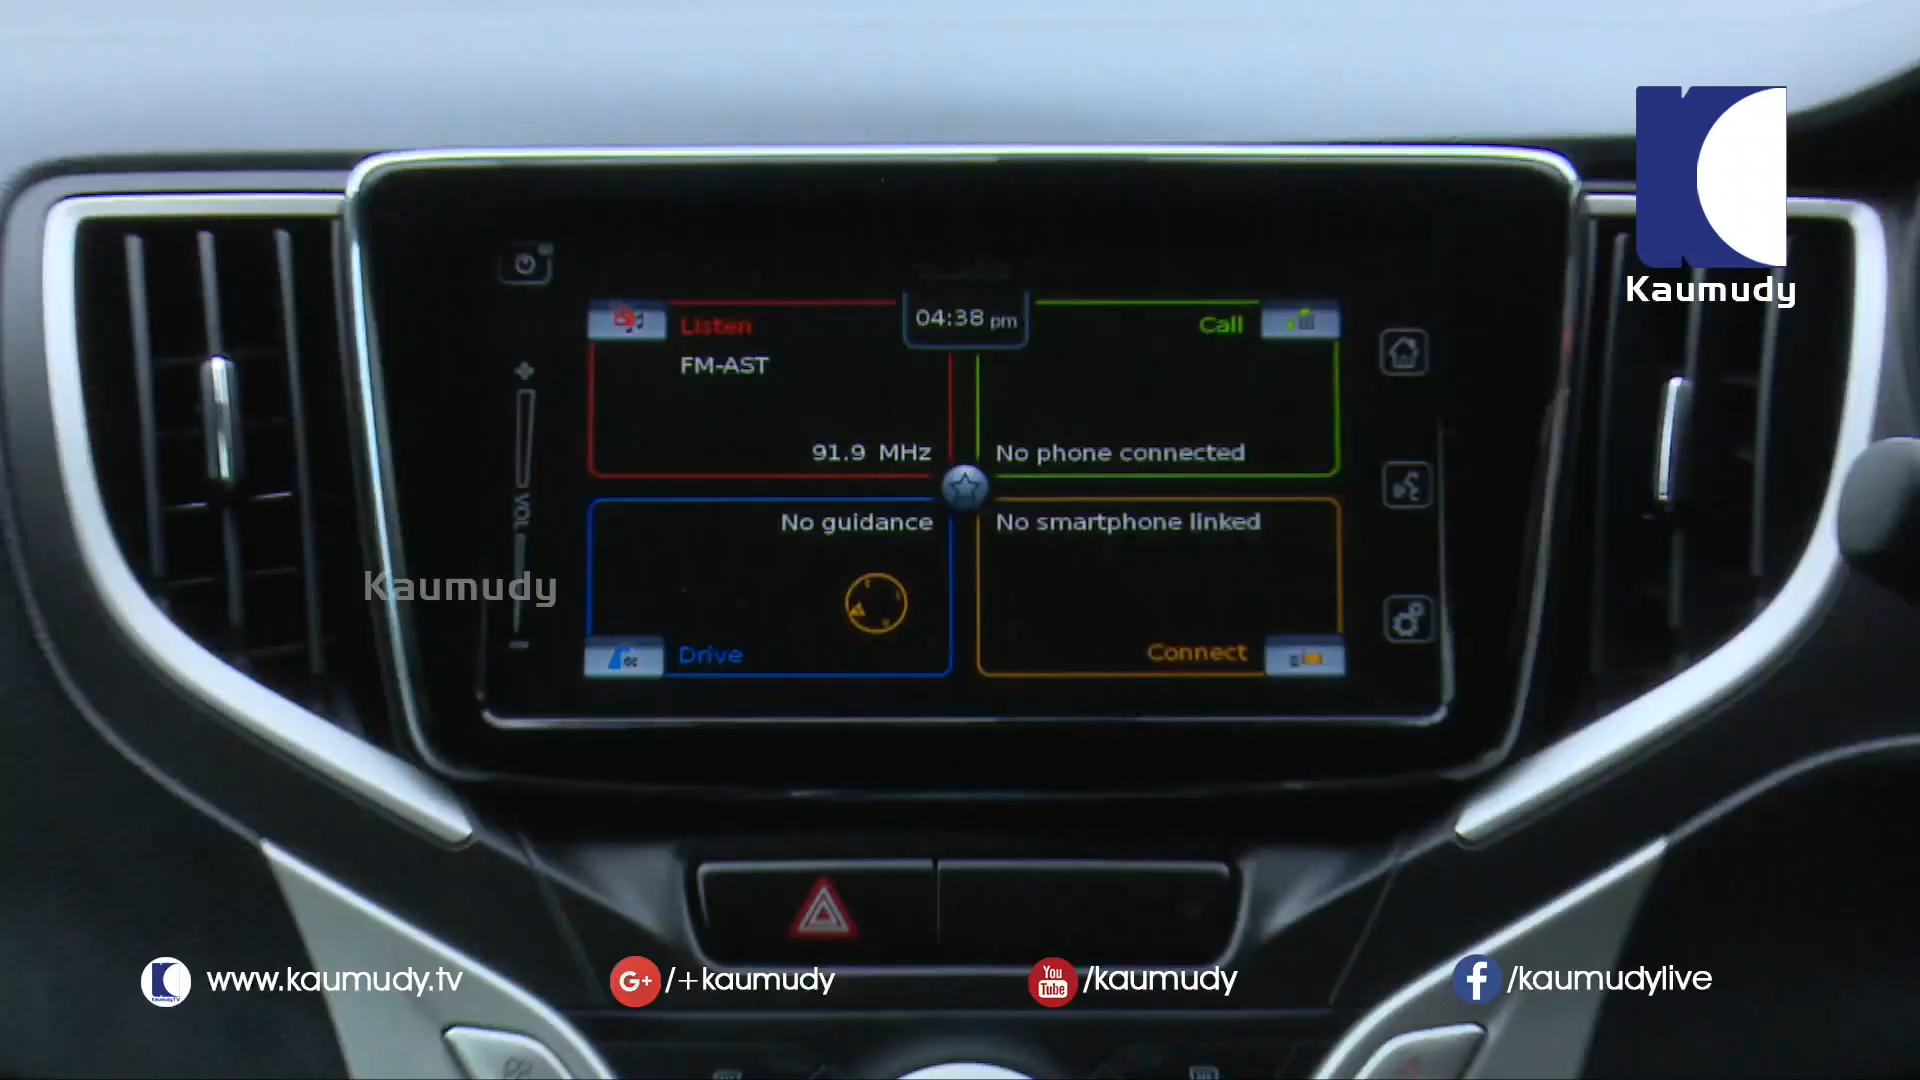 Kaumudy
04:38 pm
Listen
FM-AST
91.9 MHz
Call
No phone connected
VOL
No guidance
Drive
No smartphone linked
Connect
Kaumudy
www.kaumudy.tv
G+ /+kaumudy
You Tube /kaumudy
f /kaumudylive